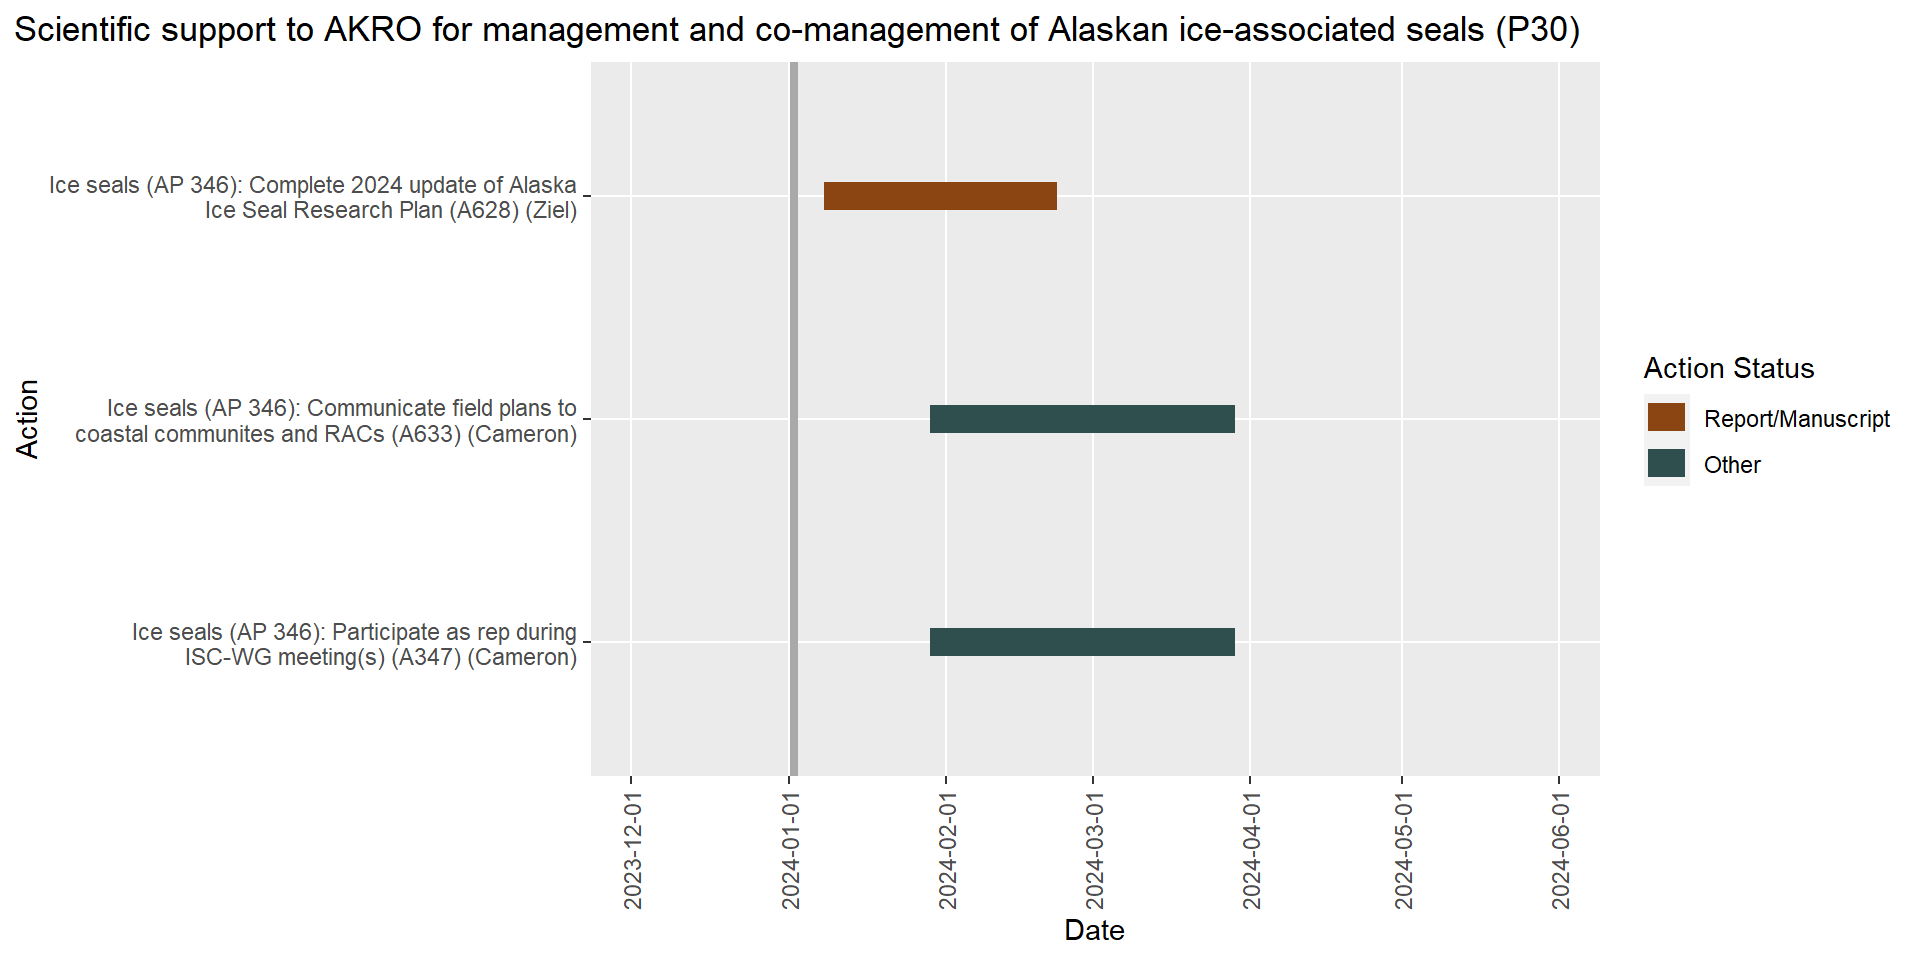 Scientific support to AKRO for management and co-management of Alaskan ice-associated seals (P30)
Ice seals (AP 346): Complete 2024 update of Alaska
Ice Seal Research Plan (A628) (Ziel)
Ice seals (AP 346): Communicate field plans to
coastal communites and RACs (A633) (Cameron)
Ice seals (AP 346): Participate as rep during
ISC-WG meeting(s) (A347) (Cameron)
Action
2023-12-01
2024-01-01
2024-02-01
2024-03-01
2024-04-01
2024-05-01
2024-06-01
Date
Action Status
Report/Manuscript
Other